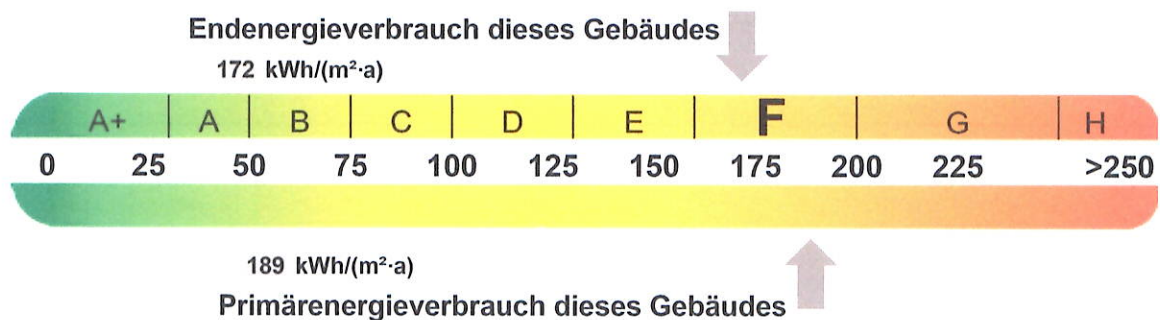 Endenergieverbrauch dieses Gebäudes
172 kWh/(m²·a)
A+ A B C D E F G H
0 25 50 75 100 125 150 175 200 225 >250
189 kWh/(m²·a)
Primärenergieverbrauch dieses Gebäudes